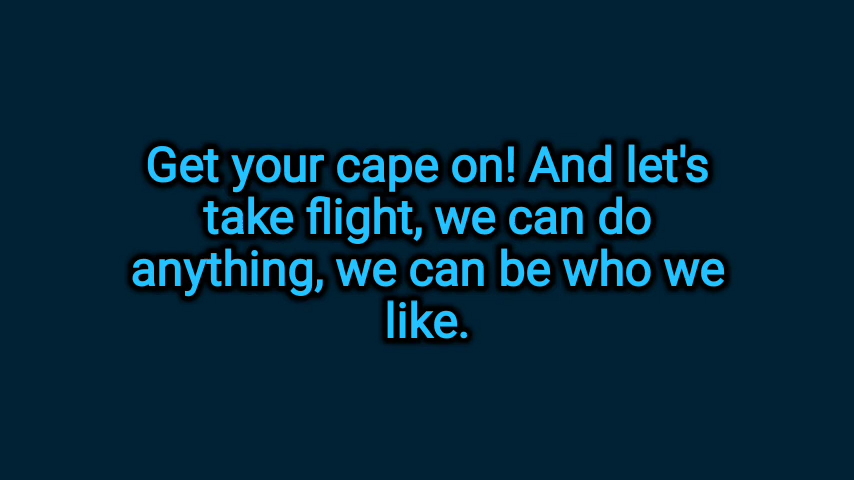 Get your cape on! And let's
take flight, we can do
anything, we can be who we
like.